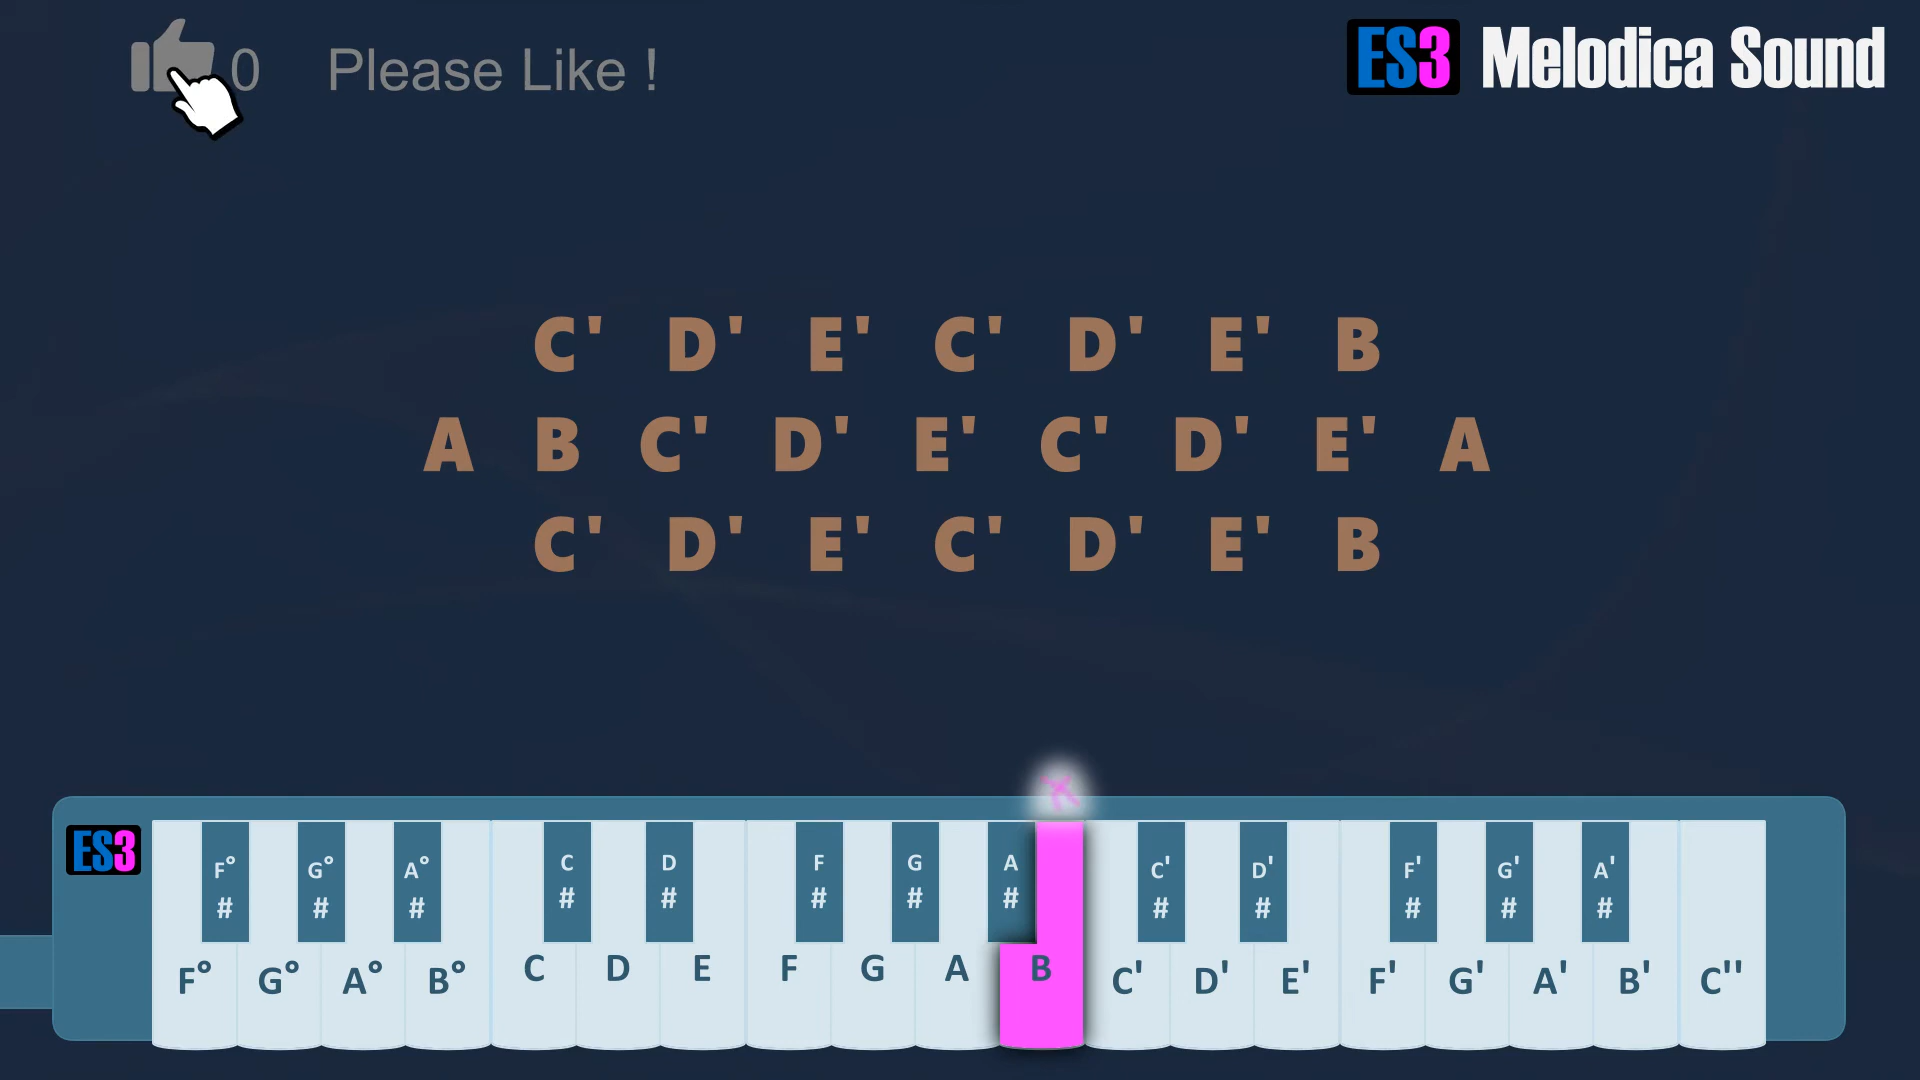 0 Please Like !
ES3 Melodica Sound
C' D' E' C' D' E' B
A B C' D' E' C' D' E' A
C' D' E' C' D' E' B
ES3
F° G° A° C D F G A C' D' F' G' A'
# # # # # # # # # # # # #
F° G° A° B° C D E F G A B C' D' E' F' G' A' B' C''